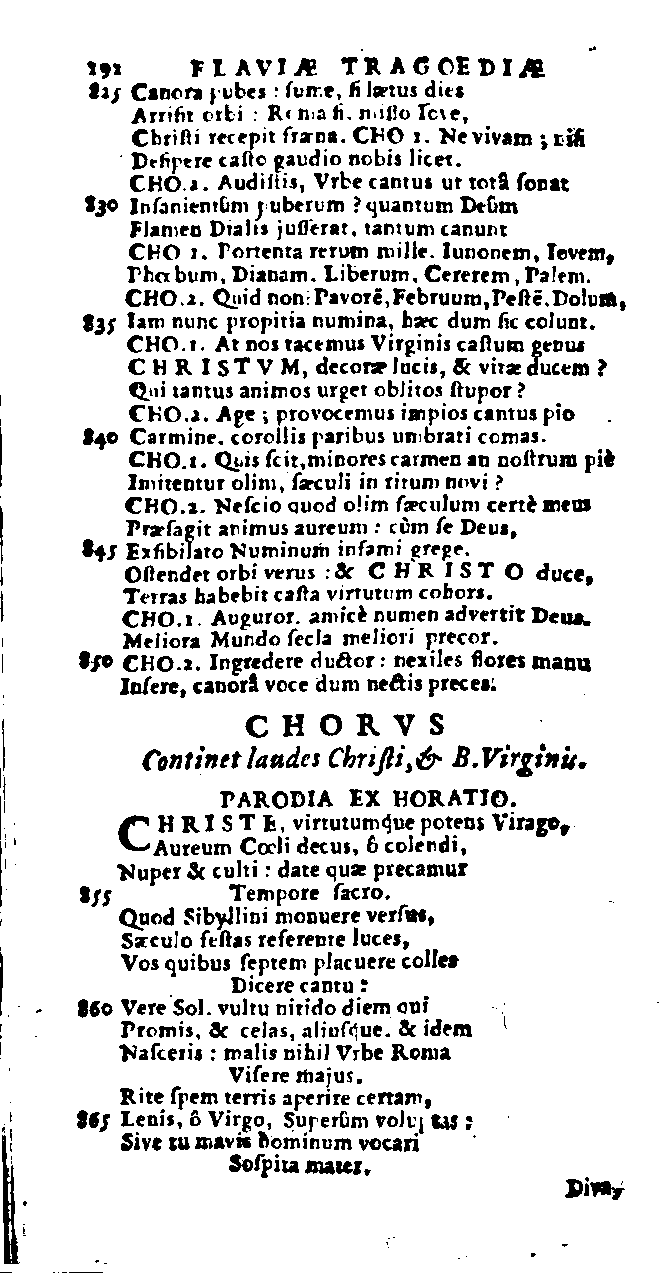 292 FLAVIÆ TRAGOEDIÆ
825 Canora pubes : ſume, ſi lætus dies
Arriſit orbi : Roma ſi, miſſo Iove,
Chriſti recepit fræna. CHO 1. Ne vivam ; niſi
Deſipere caſto gaudio nobis licet.
CHO.2. Audiſtis, Vrbe cantus ut totâ ſonat
830 Inſanientûm puberum ? quantum Deûm
Flamen Dialis juſſerat, tantum canunt
CHO 1. Portenta rerum mille. Iunonem, Iovem,
Phœbum, Dianam. Liberum, Cererem, Palem.
CHO.2. Quid non: Pavorẽ, Februum, Peſtẽ. Dolum,
835 Iam nunc propitia numina, hæc dum ſic colunt.
CHO.1. At nos tacemus Virginis caſtum genus
CHRISTVM, decoræ lucis, & vitæ ducem ?
Qui tantus animos urget oblitos ſtupor ?
CHO.2. Age ; provocemus impios cantus pio
840 Carmine, corollis paribus umbrati comas.
CHO.1. Quis ſcit, minores carmen an noſtrum piè
Imitentur olim, ſæculi in ritum novi ?
CHO.2. Neſcio quod olim ſæculum certè meus
Præſagit animus aureum : cùm ſe Deus,
845 Exſibilato Numinum infami grege.
Oſtendet orbi verus : & CHRISTO duce,
Terras habebit caſta virtutum cohors.
CHO.1. Auguror. amicè numen advertit Deus.
Meliora Mundo ſecla meliori precor.
850 CHO.2. Ingredere ductor : nexiles flores manu
Inſere, canorâ voce dum nectis preces.
CHORVS
Continet laudes Chriſti, & B. Virginis.
PARODIA EX HORATIO.
CHRISTE, virtutumque potens Virago,
Aureum Cœli decus, ô colendi,
Nuper & culti : date quæ precamur
855 Tempore ſacro.
Quod Sibyllini monuere verſus,
Sæculo feſtas referente luces,
Vos quibus ſeptem placuere colles
Dicere cantu :
860 Vere Sol. vultu nitido diem qui
Promis, & celas, aliuſque. & idem
Naſceris : malis nihil Vrbe Roma
Viſere majus.
Rite ſpem terris aperire certam,
865 Lenis, ô Virgo, Superûm voluptas :
Sive tu mavis hominum vocari
Soſpita mater.
Diva,